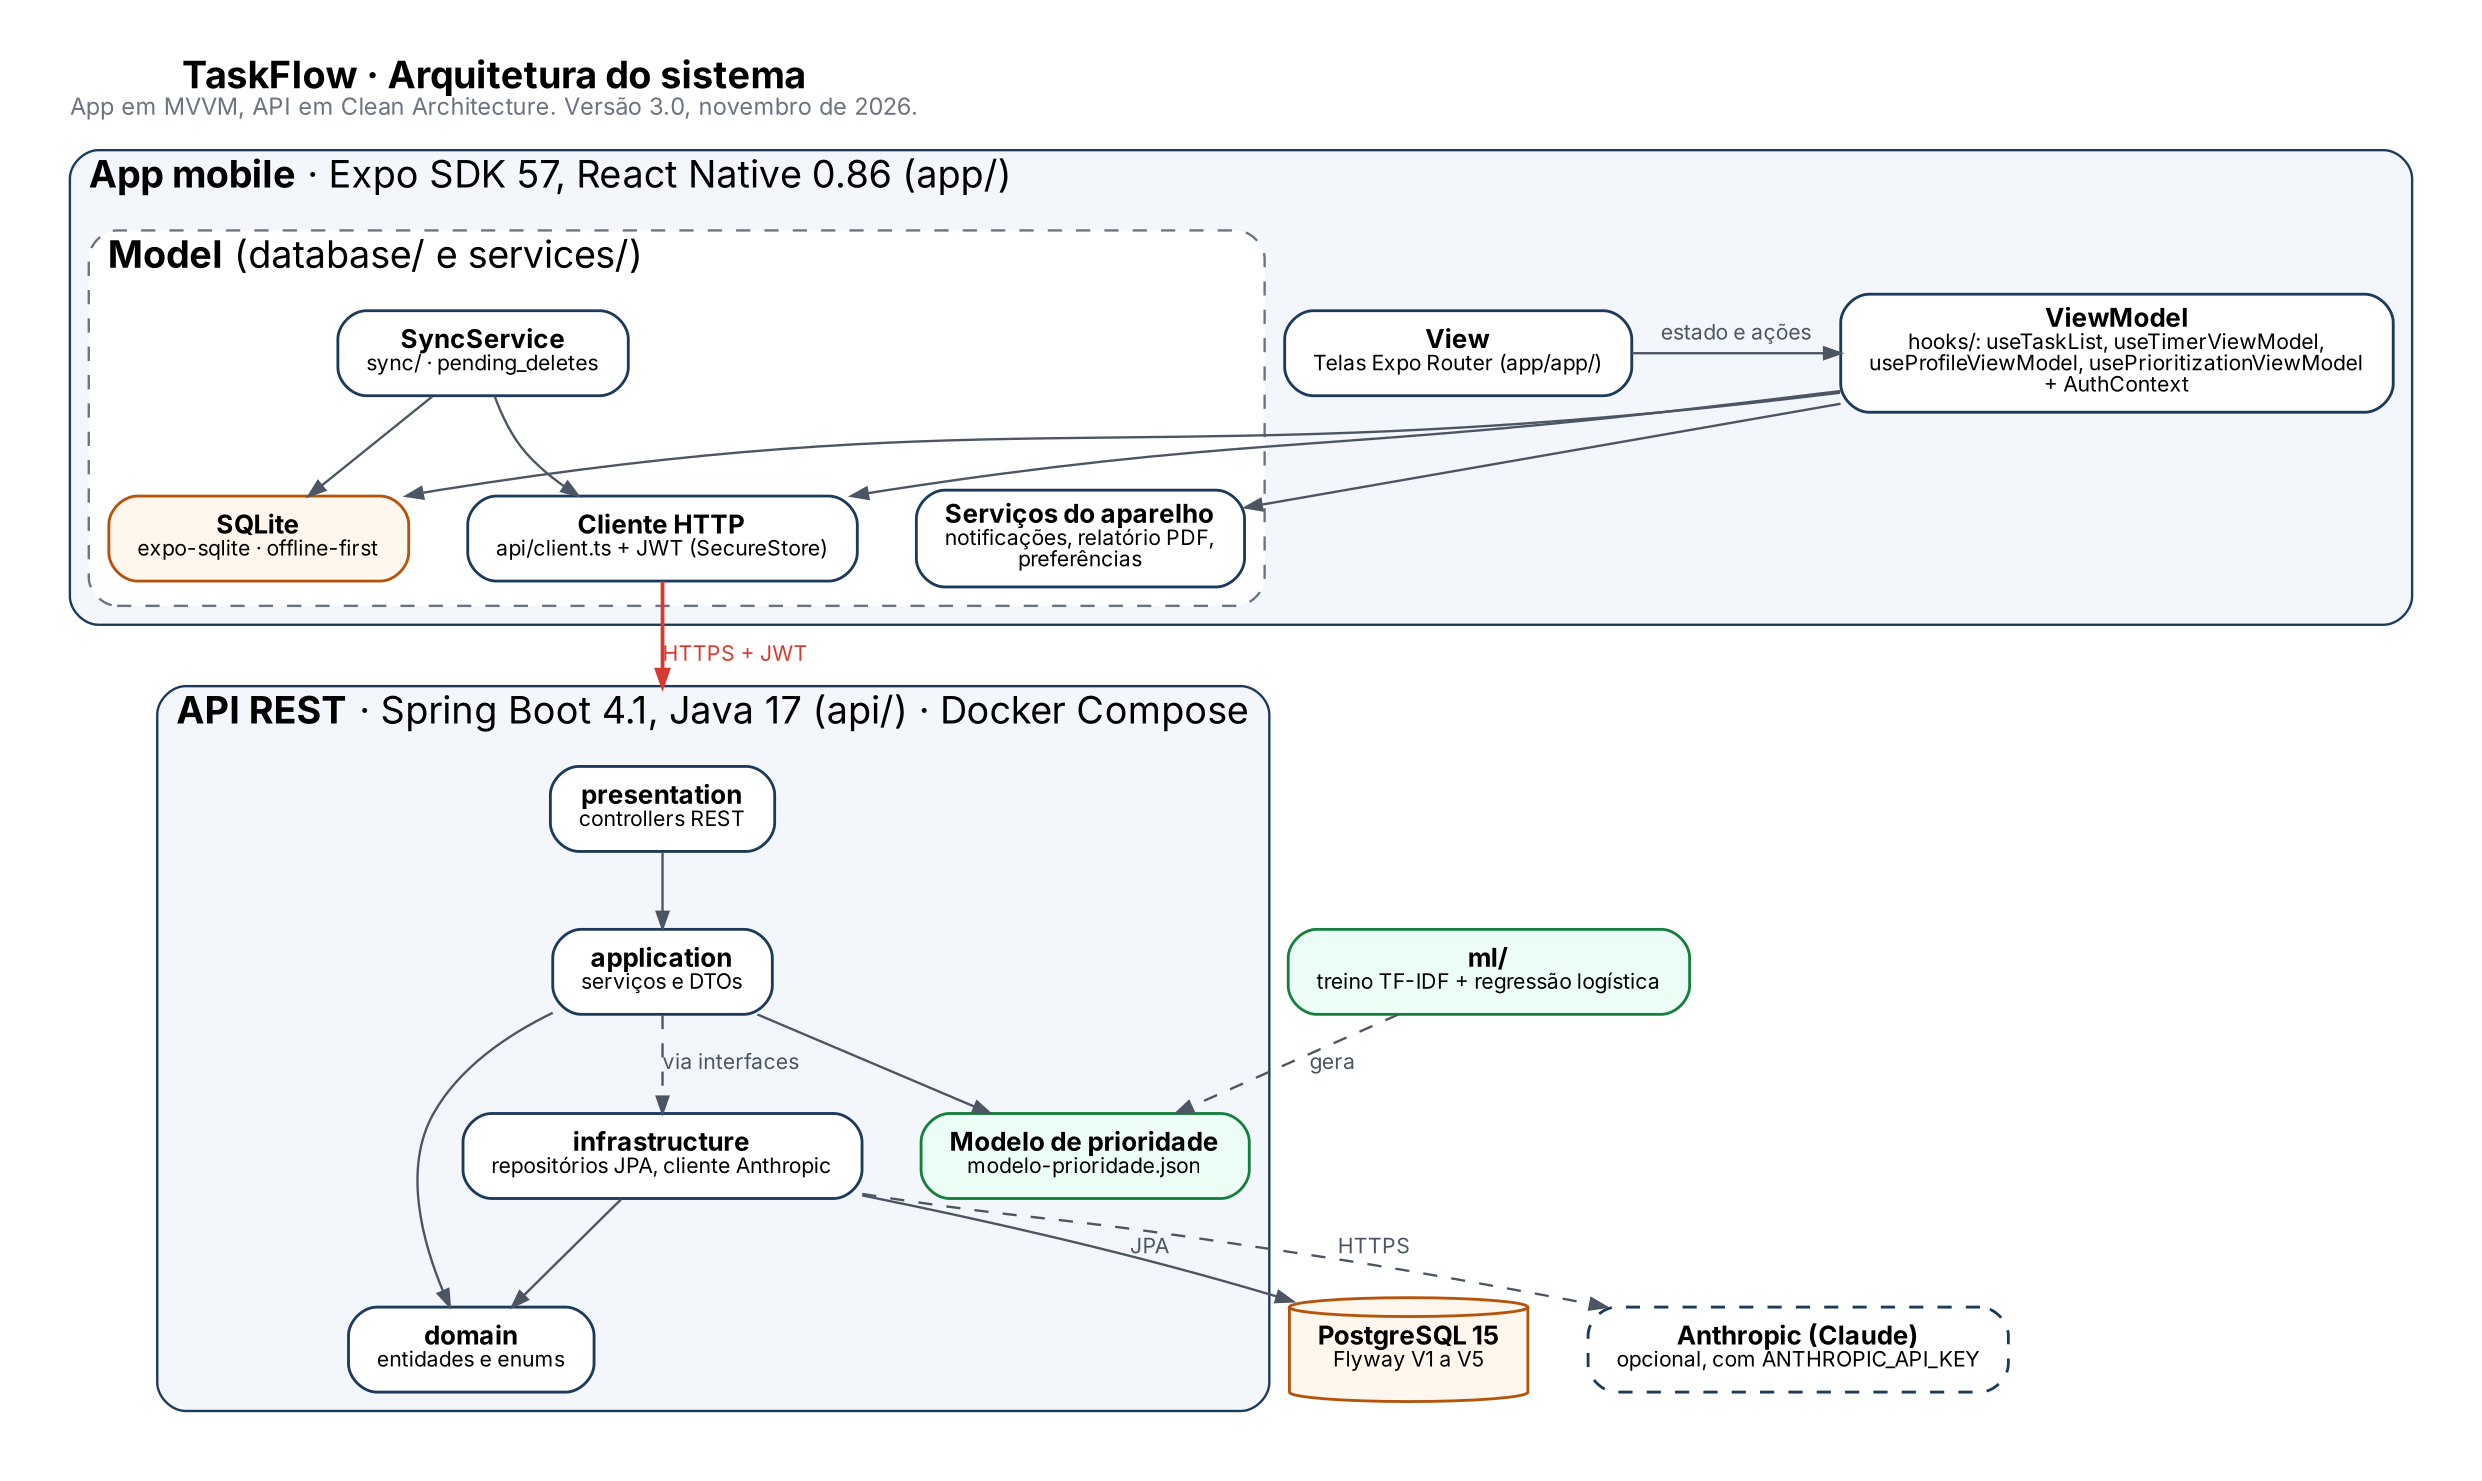 TaskFlow · Arquitetura do sistema
App em MVVM, API em Clean Architecture. Versão 3.0, novembro de 2026.
App mobile · Expo SDK 57, React Native 0.86 (app/)
Model (database/ e services/)
SyncService
sync/ · pending_deletes
View
Telas Expo Router (app/app/)
estado e ações
ViewModel
hooks/: useTaskList, useTimerViewModel,
useProfileViewModel, usePrioritizationViewModel
+ AuthContext
SQLite
expo-sqlite · offline-first
Cliente HTTP
api/client.ts + JWT (SecureStore)
Serviços do aparelho
notificações, relatório PDF,
preferências
HTTPS + JWT
API REST · Spring Boot 4.1, Java 17 (api/) · Docker Compose
presentation
controllers REST
application
serviços e DTOs
ml/
treino TF-IDF + regressão logística
via interfaces
gera
infrastructure
repositórios JPA, cliente Anthropic
Modelo de prioridade
modelo-prioridade.json
JPA
HTTPS
domain
entidades e enums
PostgreSQL 15
Flyway V1 a V5
Anthropic (Claude)
opcional, com ANTHROPIC_API_KEY